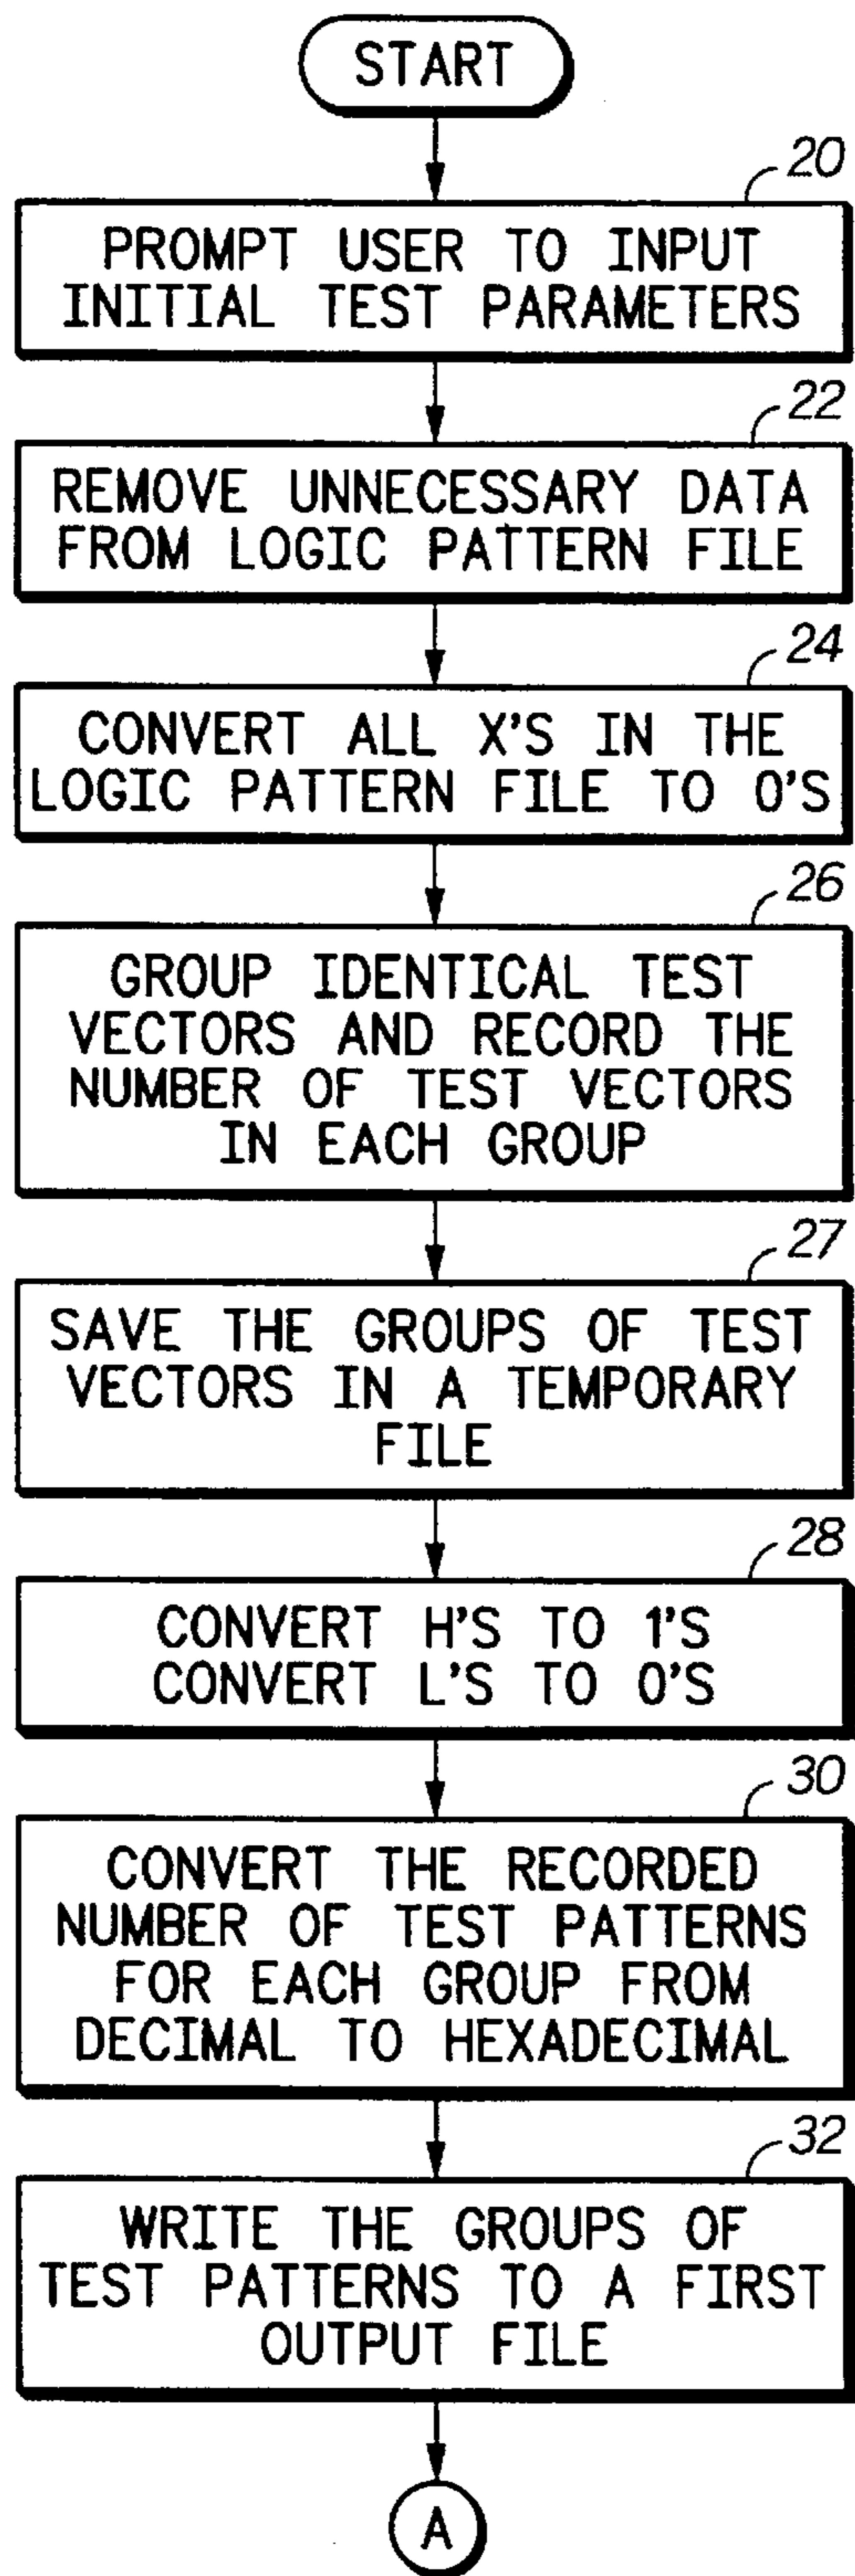 START
20
PROMPT USER TO INPUT
INITIAL TEST PARAMETERS
22
REMOVE UNNECESSARY DATA
FROM LOGIC PATTERN FILE
24
CONVERT ALL X'S IN THE
LOGIC PATTERN FILE TO 0'S
26
GROUP IDENTICAL TEST
VECTORS AND RECORD THE
NUMBER OF TEST VECTORS
IN EACH GROUP
27
SAVE THE GROUPS OF TEST
VECTORS IN A TEMPORARY
FILE
28
CONVERT H'S TO 1'S
CONVERT L'S TO 0'S
30
CONVERT THE RECORDED
NUMBER OF TEST PATTERNS
FOR EACH GROUP FROM
DECIMAL TO HEXADECIMAL
32
WRITE THE GROUPS OF
TEST PATTERNS TO A FIRST
OUTPUT FILE
A